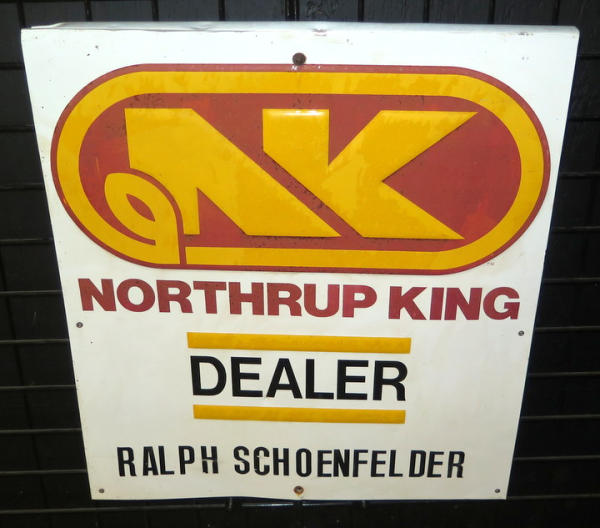 NK
NORTHRUP KING
DEALER
RALPH SCHOENFELDER